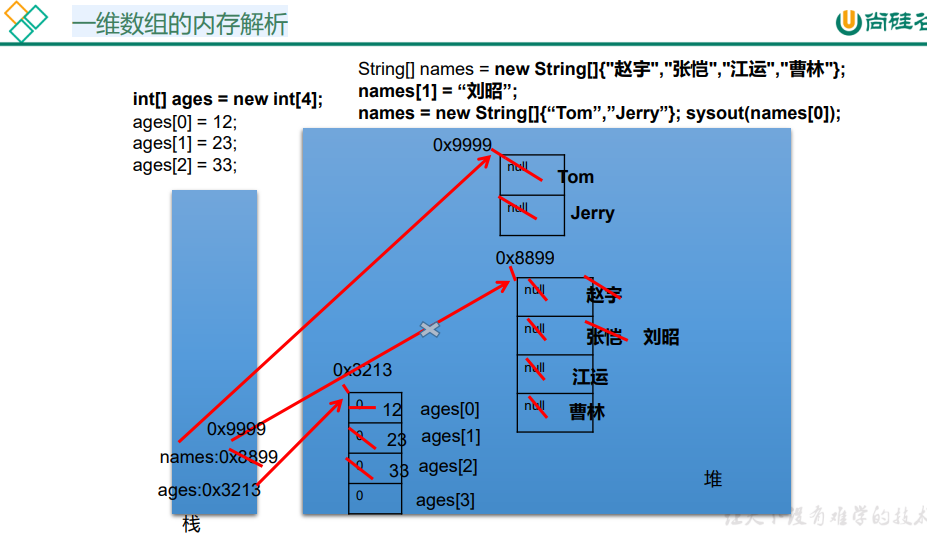 一维数组的内存解析
尚硅谷
String[] names = new String[]{"赵宇","张恺","江运","曹林"};
names[1] = “刘昭”;
names = new String[]{“Tom”,”Jerry”}; sysout(names[0]);
int[] ages = new int[4];
ages[0] = 12;
ages[1] = 23;
ages[2] = 33;
0x9999
null
Tom
null
Jerry
0x8899
null
赵宇
null
张恺 刘昭
null
江运
null
曹林
0x3213
0 12 ages[0]
0 23 ages[1]
0 33 ages[2]
0 ages[3]
0x9999
names:0x8899
ages:0x3213
栈
堆
让天下没有难学的技术